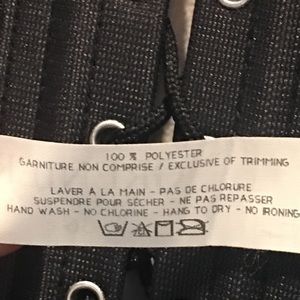 100 % POLYESTER
GARNITURE NON COMPRISE / EXCLUSIVE OF TRIMMING
LAVER À LA MAIN - PAS DE CHLORURE
SUSPENDRE POUR SÉCHER - NE PAS REPASSER
HAND WASH - NO CHLORINE - HANG TO DRY - NO IRONING